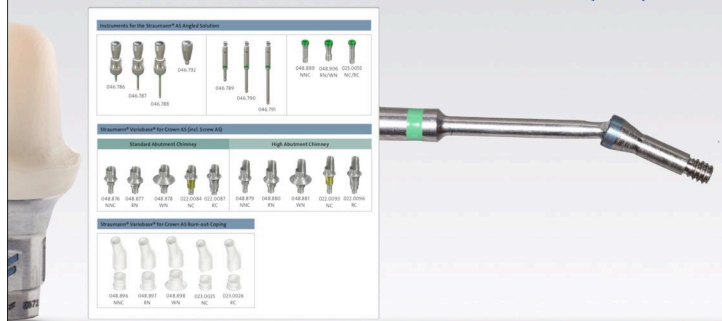 Instruments for the Straumann® AS Angled Solution
046.786
046.787
046.788
046.792
046.789
046.790
046.791
048.889 048.906 025.0055
NNC RN/WN NC/RC
Straumann® Variobase® for Crown AS (incl. Screw AS)
Standard Abutment Chimney High Abutment Chimney
048.876 048.877 048.878 022.0084 022.0087 048.879 048.880 048.881 022.0093 022.0096
NNC RN WN NC RC NNC RN WN NC RC
Straumann® Variobase® for Crown AS Burn-out Coping
048.896 048.897 048.898 023.0025 023.0026
NNC RN WN NC RC